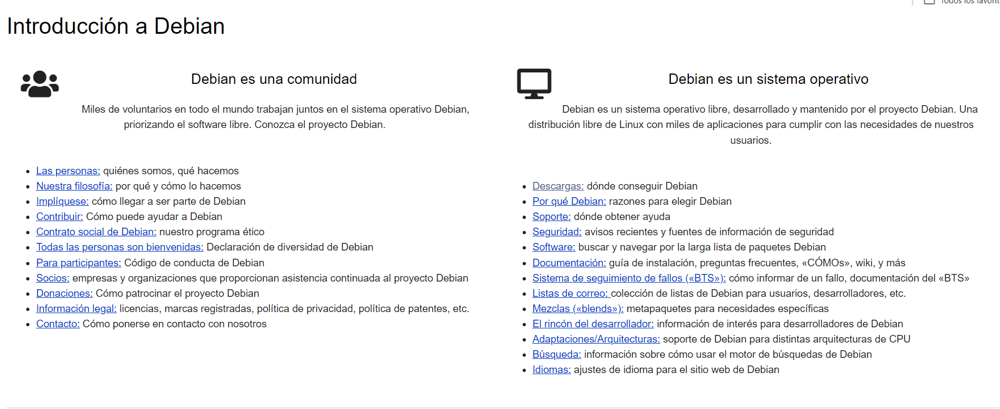 Todos los favorit
Introducción a Debian
Debian es una comunidad
Miles de voluntarios en todo el mundo trabajan juntos en el sistema operativo Debian,
priorizando el software libre. Conozca el proyecto Debian.
Las personas: quiénes somos, qué hacemos
Nuestra filosofía: por qué y cómo lo hacemos
Implíquese: cómo llegar a ser parte de Debian
Contribuir: Cómo puede ayudar a Debian
Contrato social de Debian: nuestro programa ético
Todas las personas son bienvenidas: Declaración de diversidad de Debian
Para participantes: Código de conducta de Debian
Socios: empresas y organizaciones que proporcionan asistencia continuada al proyecto Debian
Donaciones: Cómo patrocinar el proyecto Debian
Información legal: licencias, marcas registradas, política de privacidad, política de patentes, etc.
Contacto: Cómo ponerse en contacto con nosotros
Debian es un sistema operativo
Debian es un sistema operativo libre, desarrollado y mantenido por el proyecto Debian. Una
distribución libre de Linux con miles de aplicaciones para cumplir con las necesidades de nuestros
usuarios.
Descargas: dónde conseguir Debian
Por qué Debian: razones para elegir Debian
Soporte: dónde obtener ayuda
Seguridad: avisos recientes y fuentes de información de seguridad
Software: buscar y navegar por la larga lista de paquetes Debian
Documentación: guía de instalación, preguntas frecuentes, «CÓMOs», wiki, y más
Sistema de seguimiento de fallos («BTS»): cómo informar de un fallo, documentación del «BTS»
Listas de correo: colección de listas de Debian para usuarios, desarrolladores, etc.
Mezclas («blends»): metapaquetes para necesidades específicas
El rincón del desarrollador: información de interés para desarrolladores de Debian
Adaptaciones/Arquitecturas: soporte de Debian para distintas arquitecturas de CPU
Búsqueda: información sobre cómo usar el motor de búsquedas de Debian
Idiomas: ajustes de idioma para el sitio web de Debian